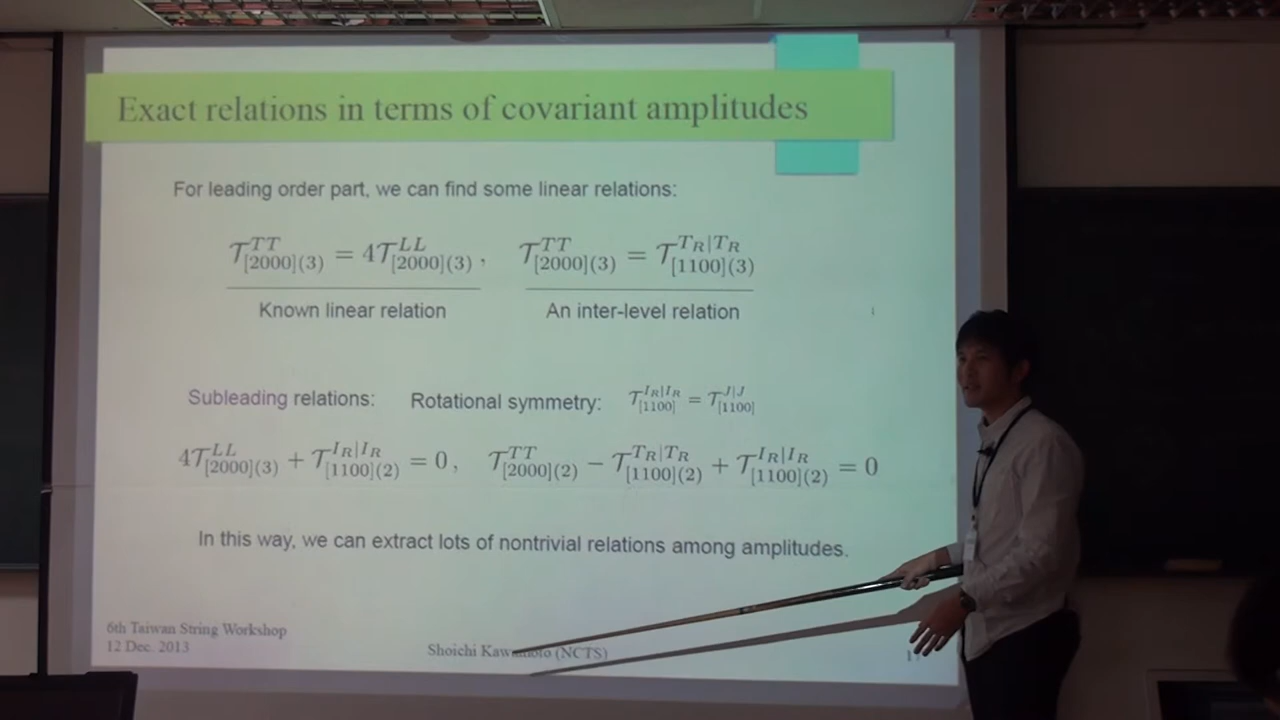 Exact relations in terms of covariant amplitudes
For leading order part, we can find some linear relations:
𝒯^{TT}_{[2000](3)} = 4𝒯^{LL}_{[2000](3)} , 𝒯^{TT}_{[2000](3)} = 𝒯^{T_R|T_R}_{[1100](3)}
Known linear relation An inter-level relation
Subleading relations: Rotational symmetry: 𝒯^{I_R|I_R}_{[1100]} = 𝒯^{J|J}_{[1100]}
4𝒯^{LL}_{[2000](3)} + 𝒯^{I_R|I_R}_{[1100](2)} = 0 , 𝒯^{TT}_{[2000](2)} − 𝒯^{T_R|T_R}_{[1100](2)} + 𝒯^{I_R|I_R}_{[1100](2)} = 0
In this way, we can extract lots of nontrivial relations among amplitudes.
6th Taiwan String Workshop
12 Dec. 2013
Shoichi (NCTS)